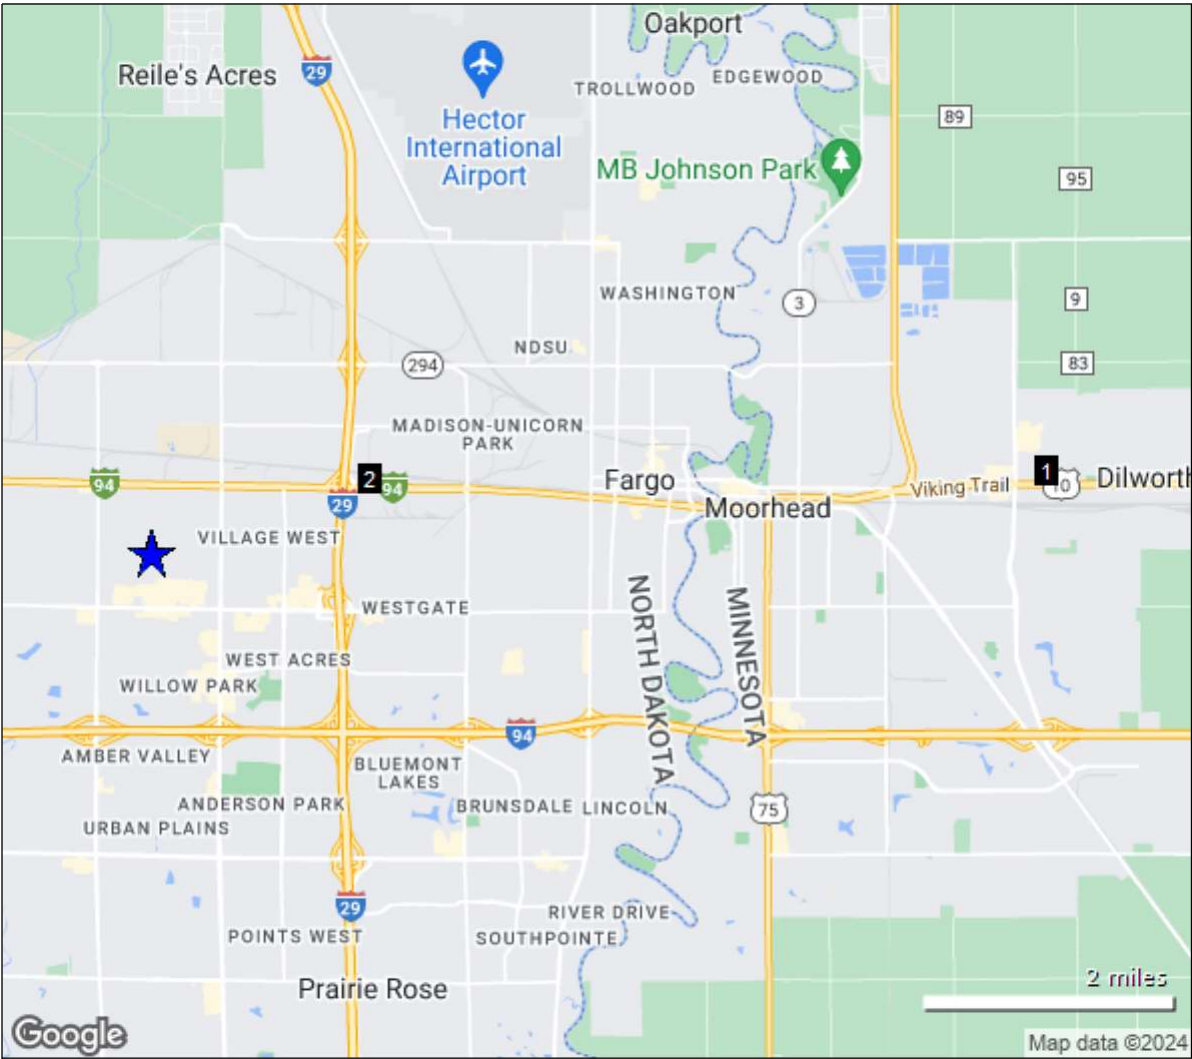 Oakport
Reile's Acres
29
TROLLWOOD
EDGEWOOD
Hector
International
Airport
89
MB Johnson Park
95
WASHINGTON
3
9
NDSU
294
83
MADISON-UNICORN
PARK
94
2
94
29
Fargo
Viking Trail
1
10
Dilworth
Moorhead
VILLAGE WEST
WESTGATE
NORTH DAKOTA
MINNESOTA
WEST ACRES
WILLOW PARK
94
AMBER VALLEY
BLUEMONT
LAKES
ANDERSON PARK
BRUNSDALE
LINCOLN
75
URBAN PLAINS
29
RIVER DRIVE
POINTS WEST
SOUTHPOINTE
Prairie Rose
2 miles
Google
Map data ©2024